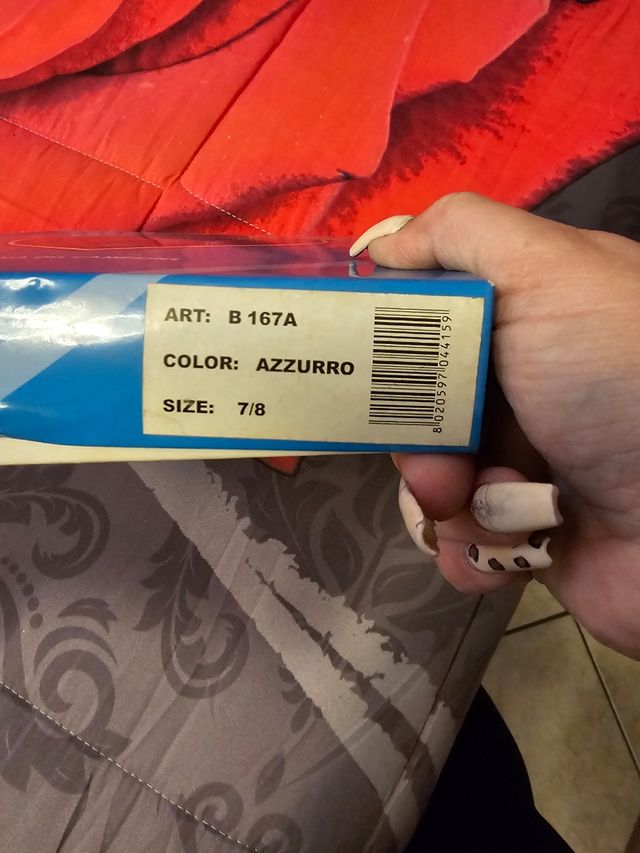 ART: B 167A
COLOR: AZZURRO
SIZE: 7/8
8 020597 044159